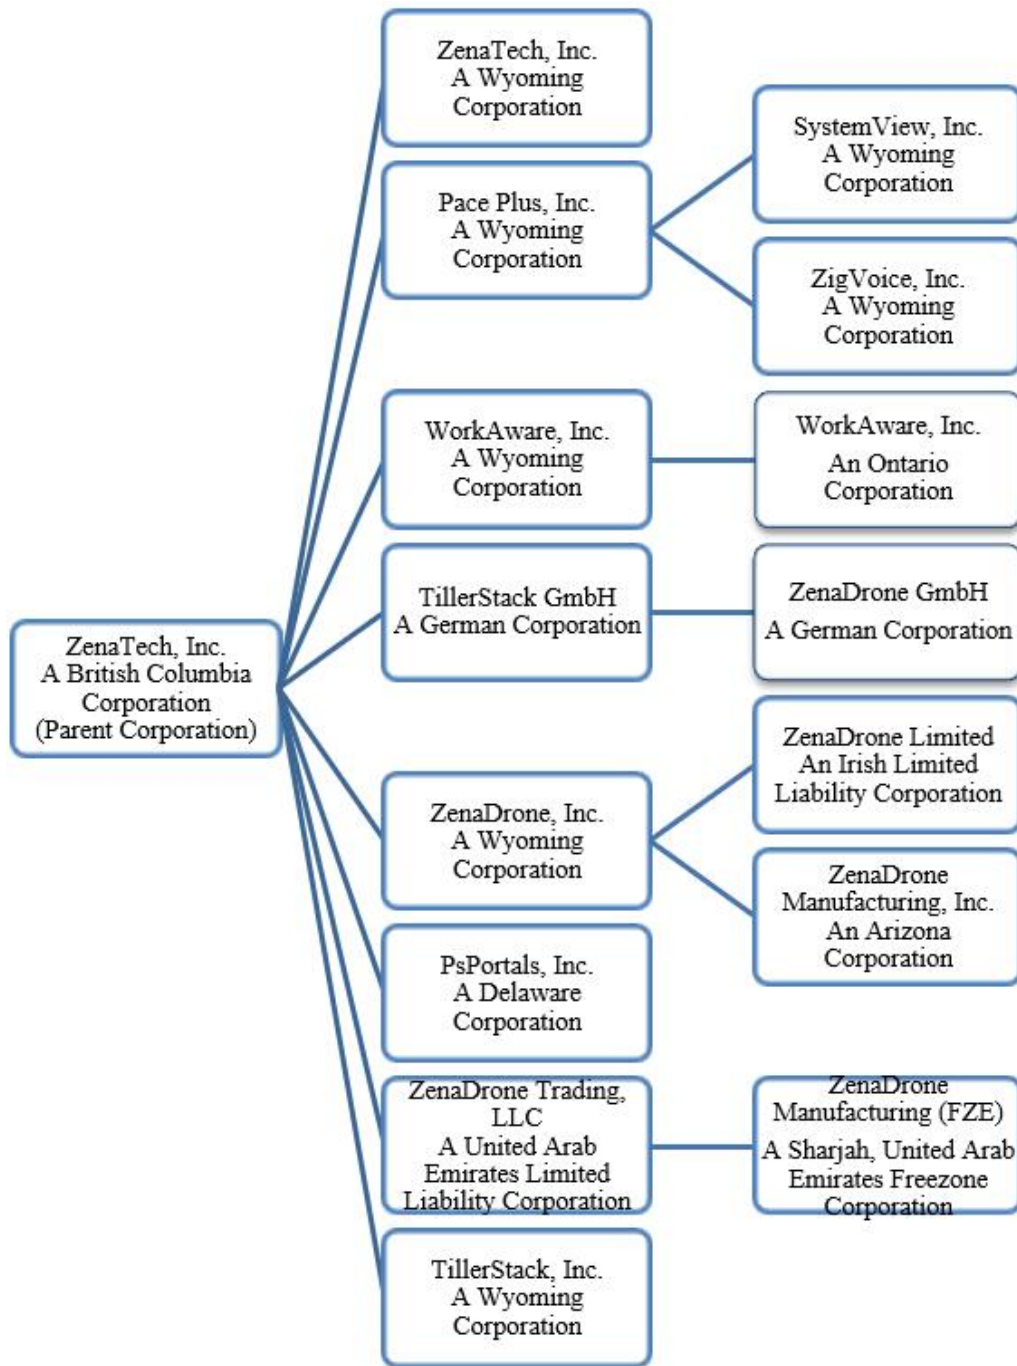 ZenaTech, Inc.
A British Columbia
Corporation
(Parent Corporation)
ZenaTech, Inc.
A Wyoming
Corporation
Pace Plus, Inc.
A Wyoming
Corporation
SystemView, Inc.
A Wyoming
Corporation
ZigVoice, Inc.
A Wyoming
Corporation
WorkAware, Inc.
A Wyoming
Corporation
WorkAware, Inc.
An Ontario
Corporation
TillerStack GmbH
A German Corporation
ZenaDrone GmbH
A German Corporation
ZenaDrone, Inc.
A Wyoming
Corporation
ZenaDrone Limited
An Irish Limited
Liability Corporation
ZenaDrone
Manufacturing, Inc.
An Arizona
Corporation
PsPortals, Inc.
A Delaware
Corporation
ZenaDrone Trading,
LLC
A United Arab
Emirates Limited
Liability Corporation
ZenaDrone
Manufacturing (FZE)
A Sharjah, United Arab
Emirates Freezone
Corporation
TillerStack, Inc.
A Wyoming
Corporation